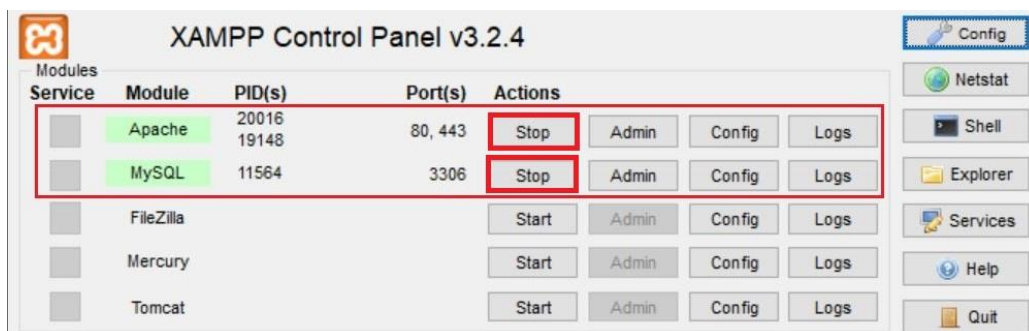 XAMPP Control Panel v3.2.4
Config
Modules
Netstat
Service Module PID(s) Port(s) Actions
Apache 20016 19148 80, 443 Stop Admin Config Logs
Shell
MySQL 11564 3306 Stop Admin Config Logs
Explorer
FileZilla Start Admin Config Logs
Services
Mercury Start Admin Config Logs
Help
Tomcat Start Admin Config Logs
Quit